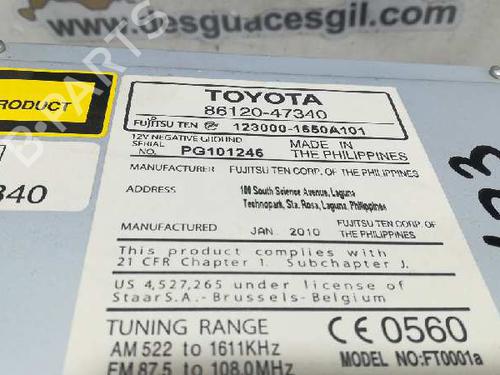 www.desguacesgil.com
PRODUCT
340
TOYOTA
86120-47340
FUJITSU TEN 123000-1650A101
12V NEGATIVE GROUND
SERIAL NO. PG101246
MADE IN THE PHILIPPINES
MANUFACTURER FUJITSU TEN CORP. OF THE PHILIPPINES
ADDRESS 100 South Science Avenue, Laguna
Technopark, Sta. Rosa, Laguna, Philippines
MANUFACTURED JAN. 2010 FUJITSU TEN CORP. OF THE PHILIPPINES
This product complies with
21 CFR Chapter 1. Subchapter J.
US 4,527,265 under license of
StaarS.A.-Brussels-Belgium
TUNING RANGE
CE0560
AM 522 to 1611KHz
MODEL NO:FT0001a
FM 87.5 to 108.0MHz
B-PARTS